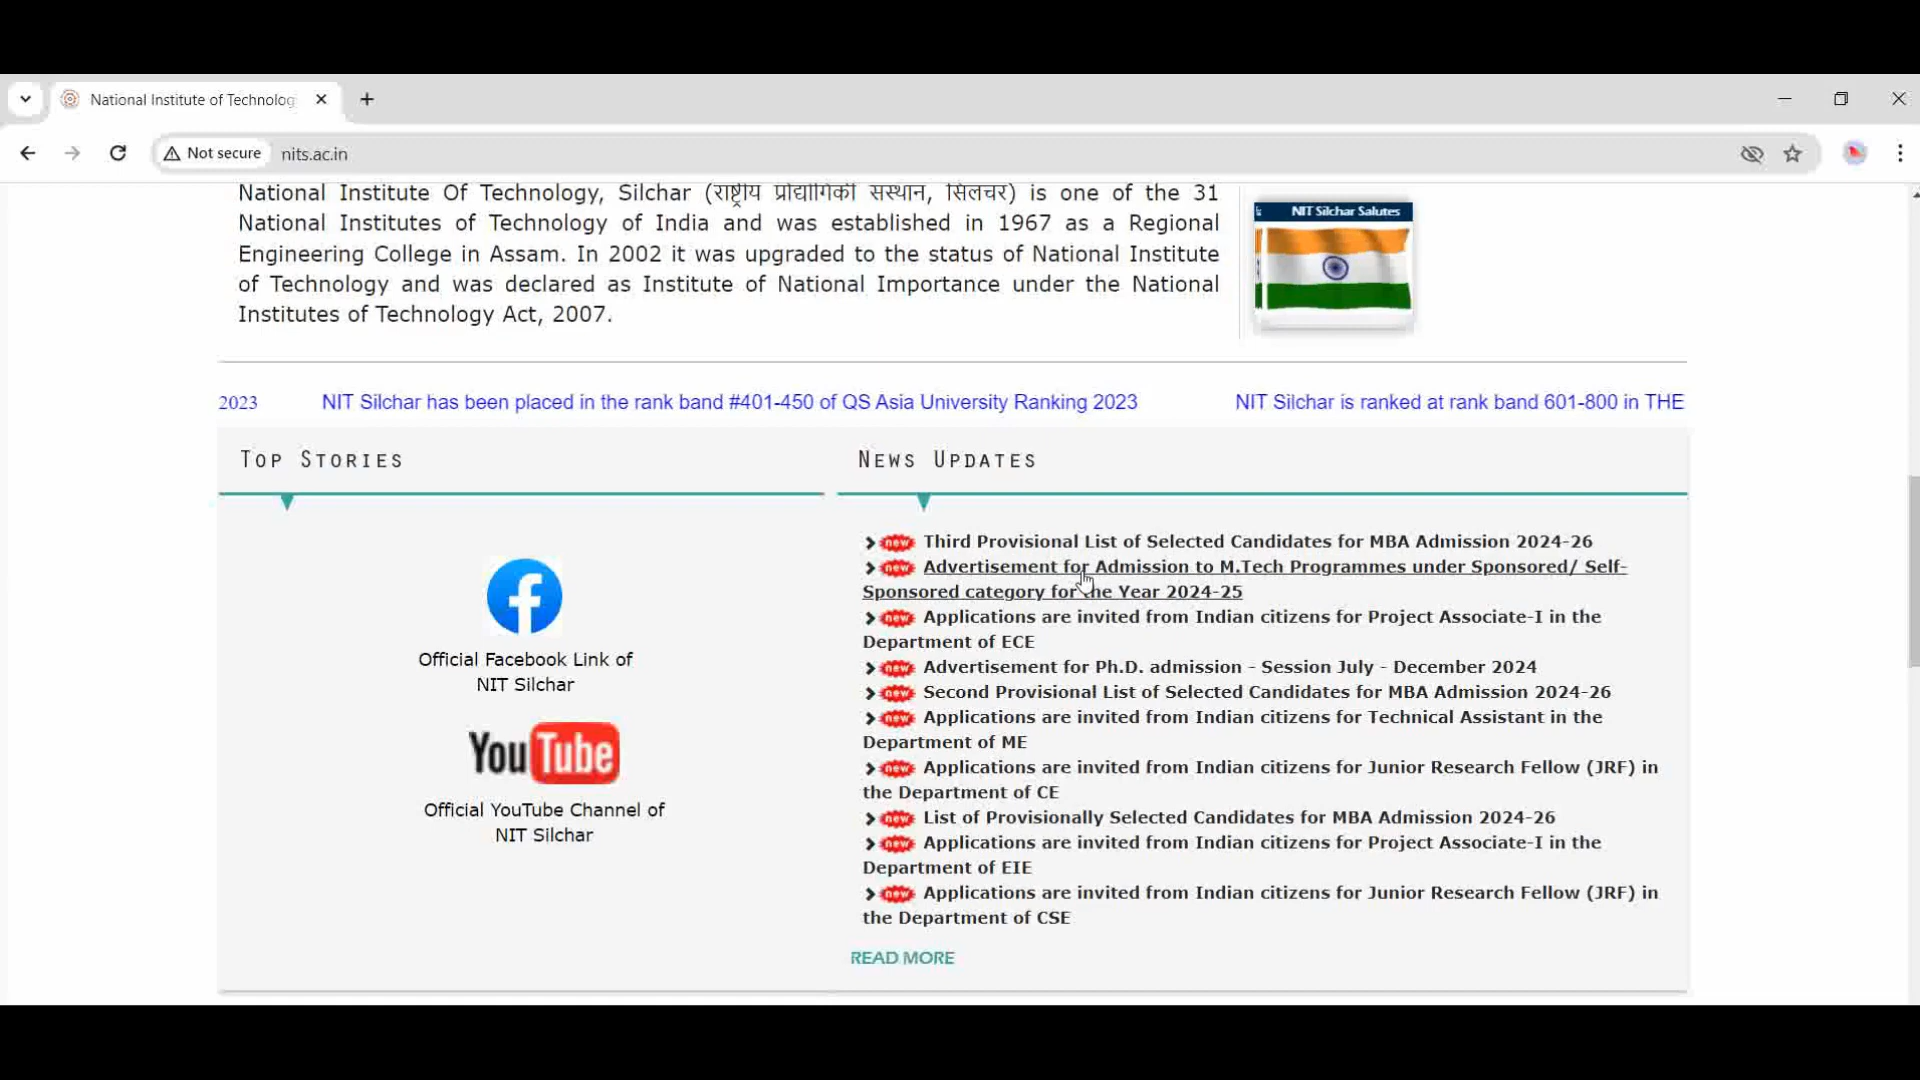 National Institute of Technolog
Not secure
nits.ac.in
National Institute Of Technology, Silchar (राष्ट्रीय प्रौद्योगिकी संस्थान, सिलचर) is one of the 31
National Institutes of Technology of India and was established in 1967 as a Regional
Engineering College in Assam. In 2002 it was upgraded to the status of National Institute
of Technology and was declared as Institute of National Importance under the National
Institutes of Technology Act, 2007.
NIT Silchar Salutes
2023 NIT Silchar has been placed in the rank band #401-450 of QS Asia University Ranking 2023 NIT Silchar is ranked at rank band 601-800 in THE
Top Stories
Official Facebook Link of
NIT Silchar
YouTube
Official YouTube Channel of
NIT Silchar
News Updates
new Third Provisional List of Selected Candidates for MBA Admission 2024-26
new Advertisement for Admission to M.Tech Programmes under Sponsored/ Self-
Sponsored category for the Year 2024-25
new Applications are invited from Indian citizens for Project Associate-I in the
Department of ECE
new Advertisement for Ph.D. admission - Session July - December 2024
new Second Provisional List of Selected Candidates for MBA Admission 2024-26
new Applications are invited from Indian citizens for Technical Assistant in the
Department of ME
new Applications are invited from Indian citizens for Junior Research Fellow (JRF) in
the Department of CE
new List of Provisionally Selected Candidates for MBA Admission 2024-26
new Applications are invited from Indian citizens for Project Associate-I in the
Department of EIE
new Applications are invited from Indian citizens for Junior Research Fellow (JRF) in
the Department of CSE
READ MORE